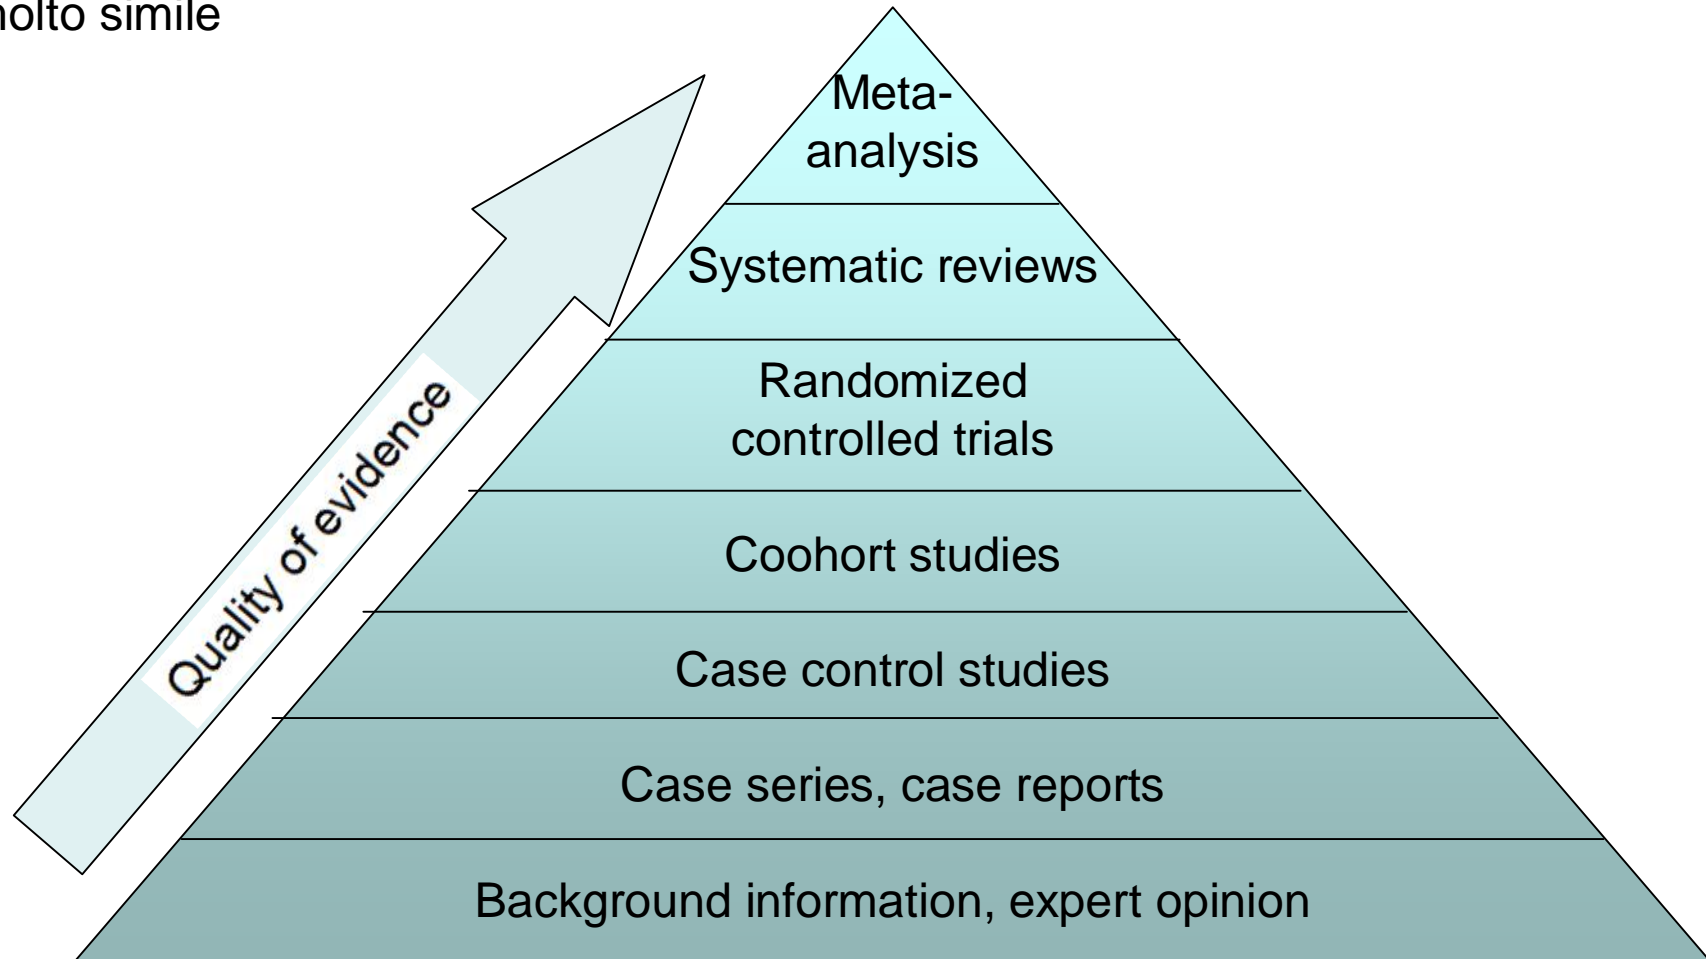 simile
Meta-
analysis
Systematic reviews
Randomized
controlled trials
Coohort studies
Case control studies
Case series, case reports
Background information, expert opinion
Quality of evidence